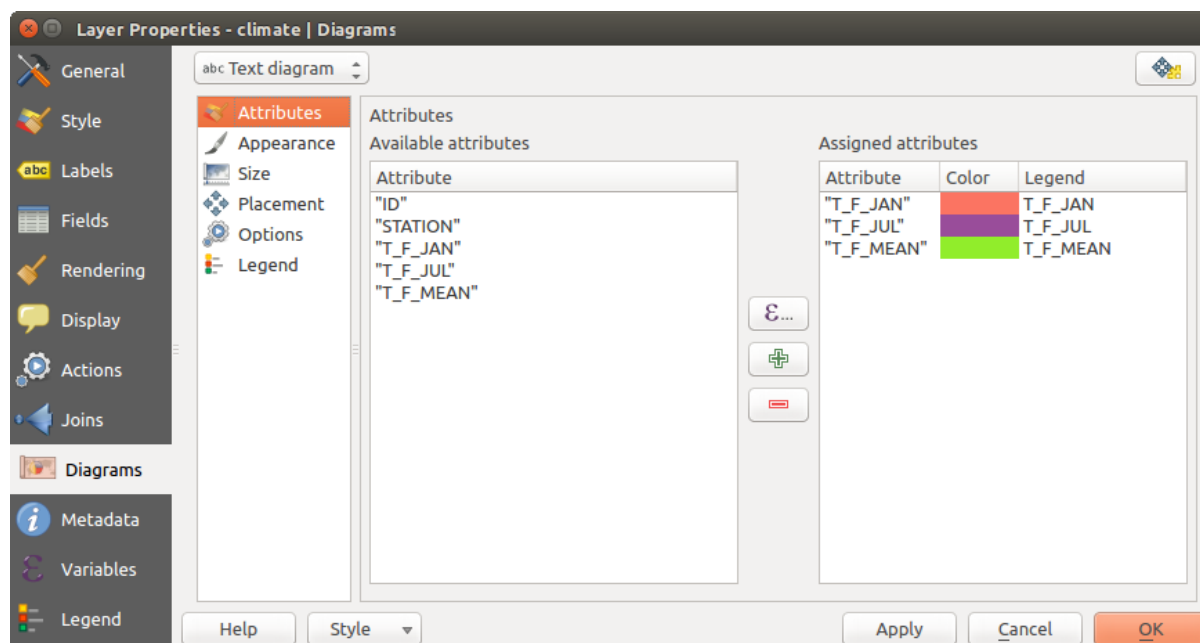 Layer Properties - climate | Diagrams
General
Style
abc Labels
Fields
Rendering
Display
Actions
Joins
Diagrams
Metadata
Variables
Legend
abc Text diagram
Attributes
Appearance
Size
Placement
Options
Legend
Attributes
Available attributes
Attribute
"ID"
"STATION"
"T_F_JAN"
"T_F_JUL"
"T_F_MEAN"
ε...
Assigned attributes
Attribute Color Legend
"T_F_JAN" T_F_JAN
"T_F_JUL" T_F_JUL
"T_F_MEAN" T_F_MEAN
Help Style Apply Cancel OK